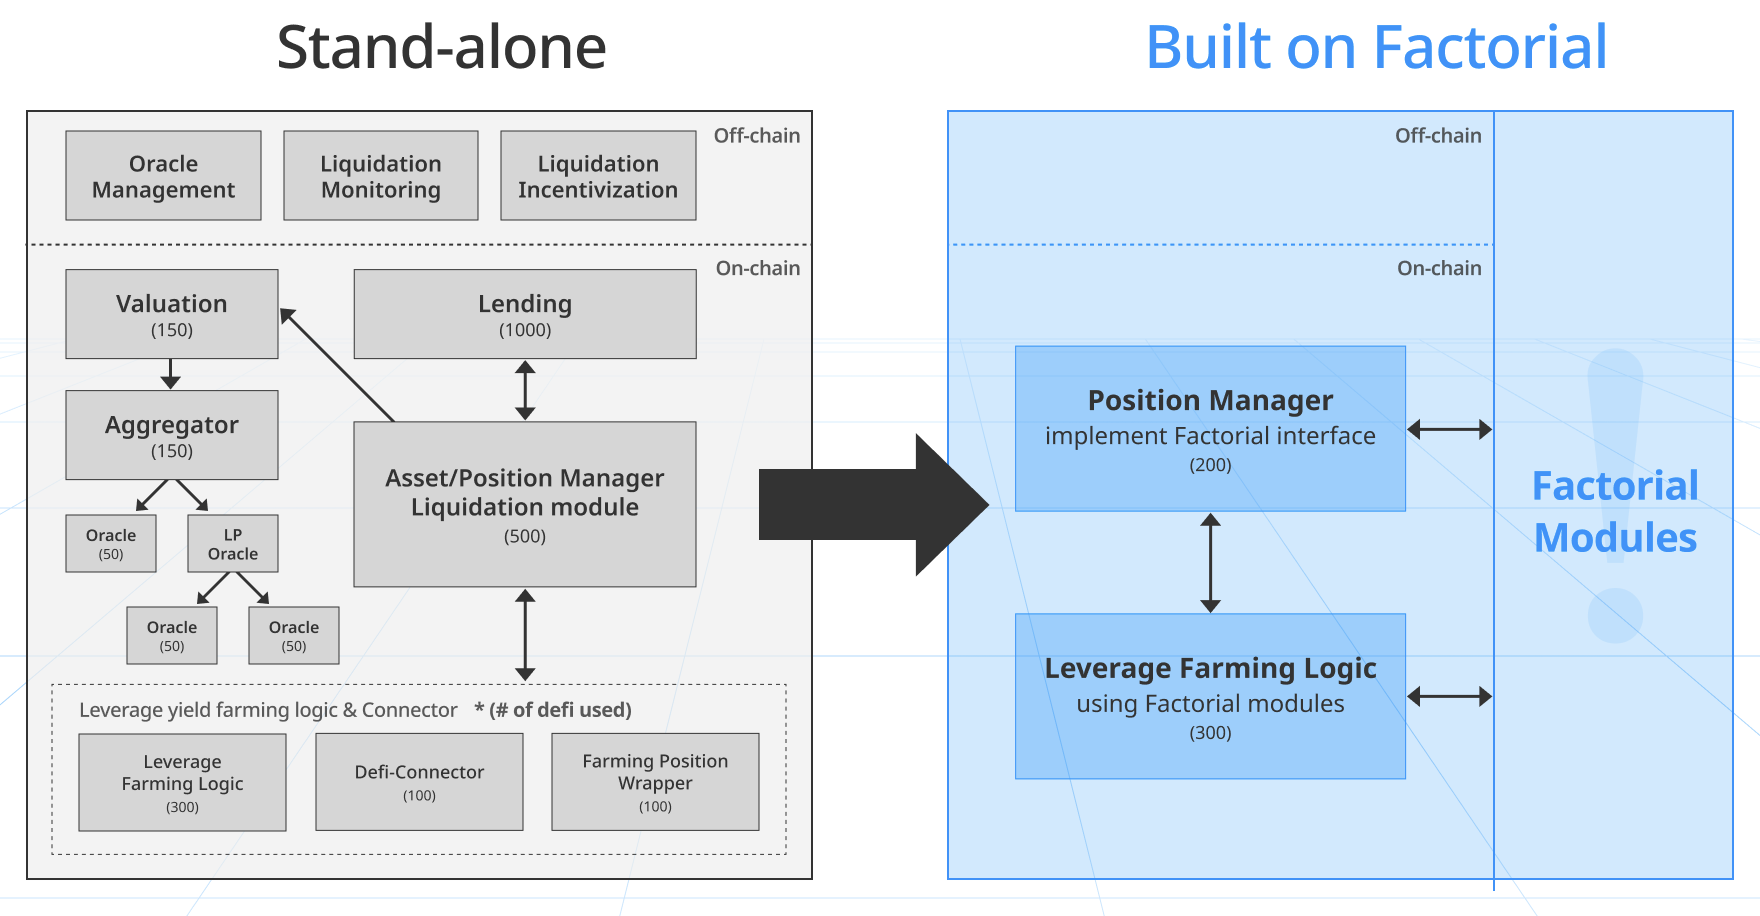 Stand-alone
Off-chain
Oracle
Management
Liquidation
Monitoring
Liquidation
Incentivization
On-chain
Valuation
(150)
Lending
(1000)
Aggregator
(150)
Asset/Position Manager
Liquidation module
(500)
Oracle
(50)
LP
Oracle
Oracle
(50)
Oracle
(50)
Leverage yield farming logic & Connector * (# of defi used)
Leverage
Farming Logic
(300)
Defi-Connector
(100)
Farming Position
Wrapper
(100)
Built on Factorial
Off-chain
On-chain
Position Manager
implement Factorial interface
(200)
Leverage Farming Logic
using Factorial modules
(300)
!
Factorial
Modules